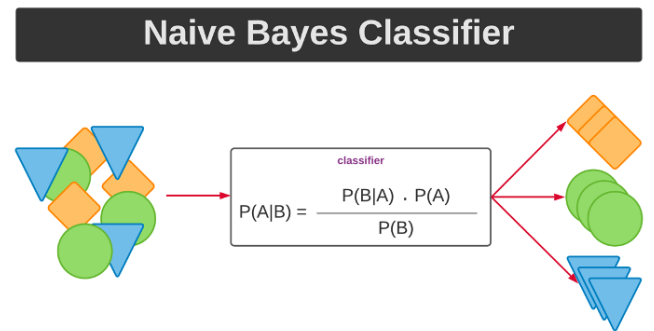 Naive Bayes Classifier
classifier
P(A|B) =
P(B|A) . P(A)
P(B)